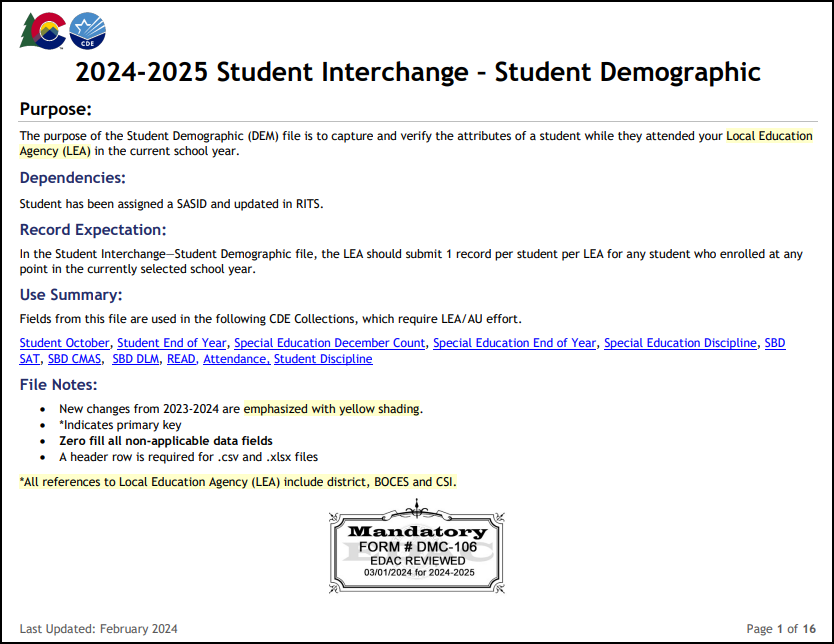 CDE
2024-2025 Student Interchange – Student Demographic
Purpose:
The purpose of the Student Demographic (DEM) file is to capture and verify the attributes of a student while they attended your Local Education
Agency (LEA) in the current school year.
Dependencies:
Student has been assigned a SASID and updated in RITS.
Record Expectation:
In the Student Interchange—Student Demographic file, the LEA should submit 1 record per student per LEA for any student who enrolled at any
point in the currently selected school year.
Use Summary:
Fields from this file are used in the following CDE Collections, which require LEA/AU effort.
Student October, Student End of Year, Special Education December Count, Special Education End of Year, Special Education Discipline, SBD
SAT, SBD CMAS, SBD DLM, READ, Attendance, Student Discipline
File Notes:
• New changes from 2023-2024 are emphasized with yellow shading.
• *Indicates primary key
• Zero fill all non-applicable data fields
• A header row is required for .csv and .xlsx files
*All references to Local Education Agency (LEA) include district, BOCES and CSI.
Mandatory
FORM # DMC-106
EDAC REVIEWED
03/01/2024 for 2024-2025
EDAC
Last Updated: February 2024
Page 1 of 16